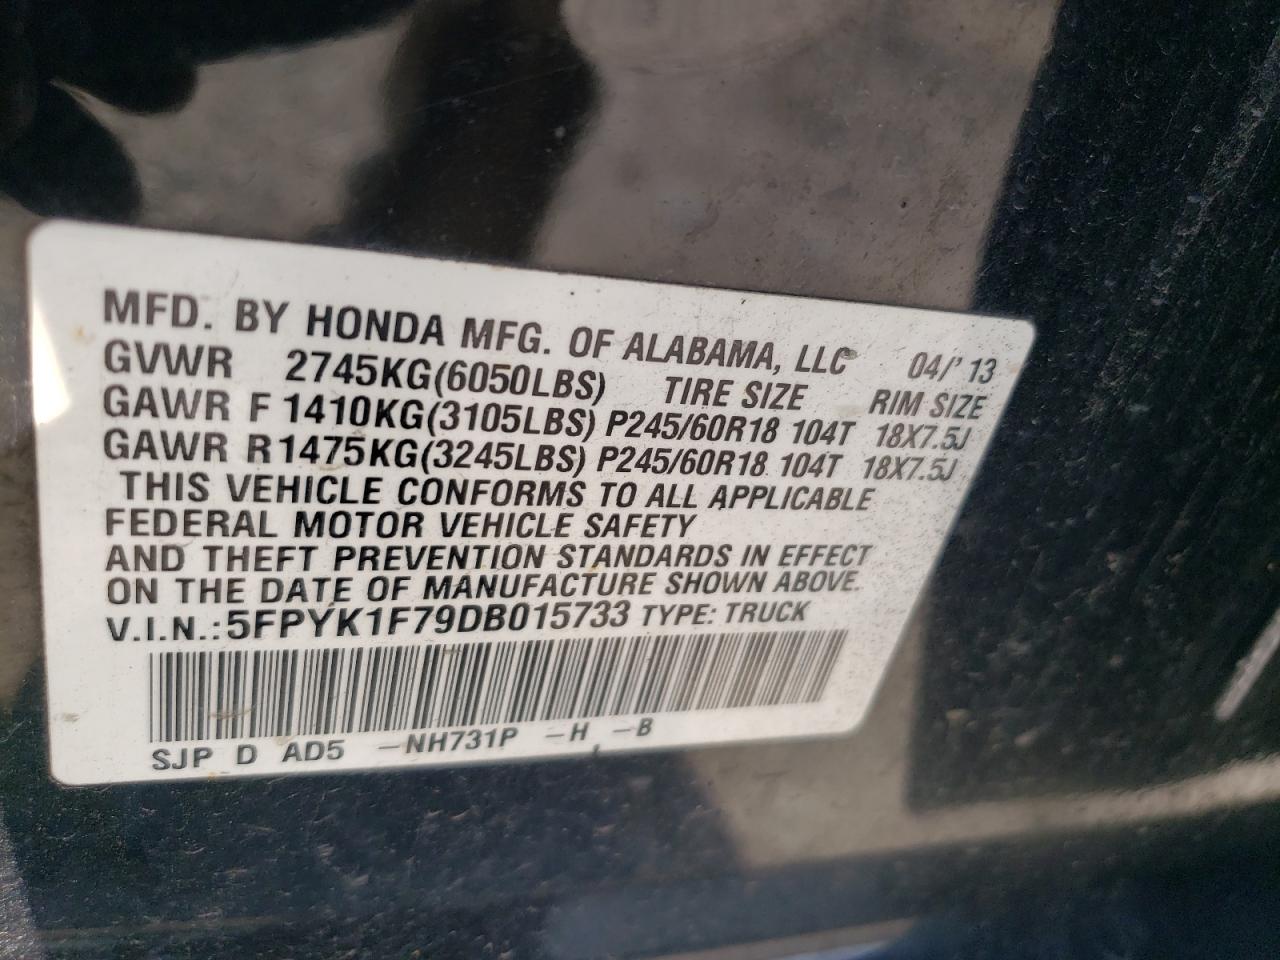 MFD. BY HONDA MFG. OF ALABAMA, LLC 04/'13
GVWR 2745KG(6050LBS) TIRE SIZE RIM SIZE
GAWR F 1410KG(3105LBS) P245/60R18 104T 18X7.5J
GAWR R 1475KG(3245LBS) P245/60R18 104T 18X7.5J
THIS VEHICLE CONFORMS TO ALL APPLICABLE
FEDERAL MOTOR VEHICLE SAFETY
AND THEFT PREVENTION STANDARDS IN EFFECT
ON THE DATE OF MANUFACTURE SHOWN ABOVE.
V.I.N.:5FPYK1F79DB015733 TYPE: TRUCK
SJP D AD5 -NH731P -H -B